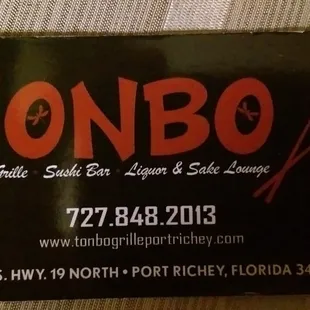 ONBO
Grille • Sushi Bar • Liquor & Sake Lounge
727.848.2013
www.tonbogrilleportrichey.com
S. HWY. 19 NORTH • PORT RICHEY, FLORIDA 34